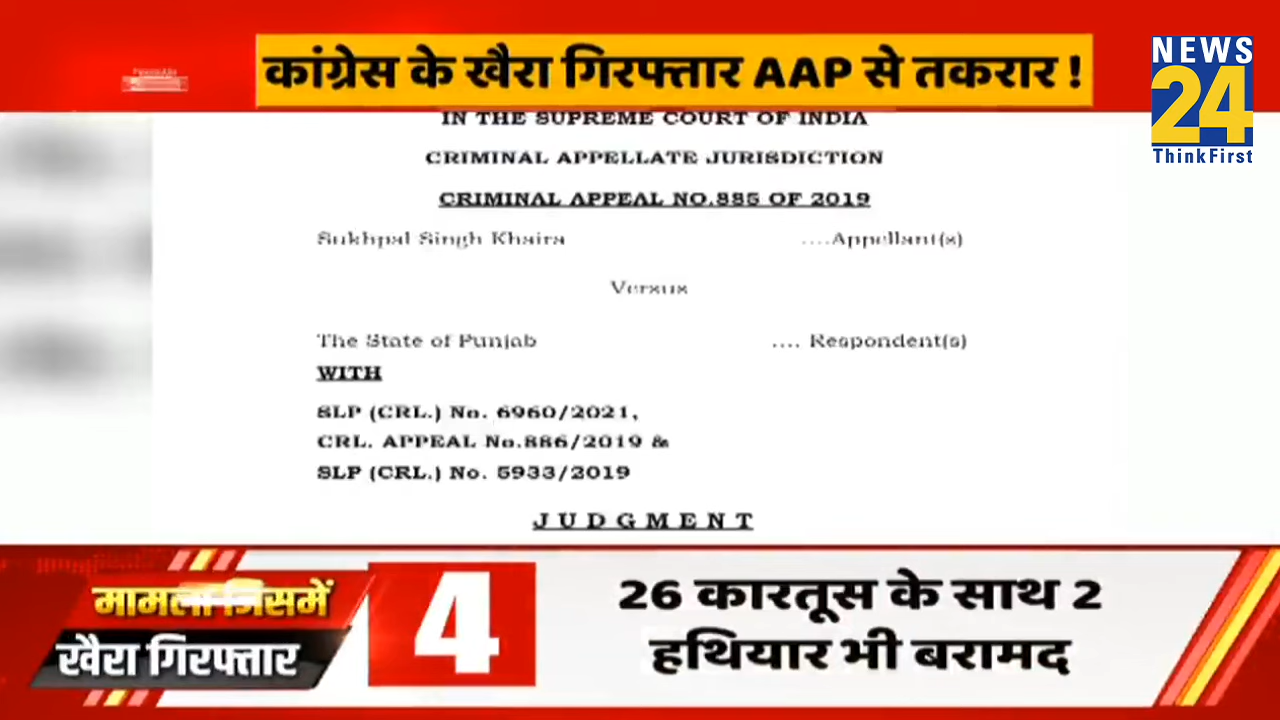 कांग्रेस के खैरा गिरफ्तार AAP से तकरार !
NEWS
24
ThinkFirst
IN THE SUPREME COURT OF INDIA
CRIMINAL APPELLATE JURISDICTION
CRIMINAL APPEAL NO.885 OF 2019
Sukhpal Singh Khaira ....Appellant(s)
Versus
The State of Punjab .... Respondent(s)
WITH
SLP (CRL.) No. 6960/2021,
CRL. APPEAL No.886/2019 &
SLP (CRL.) No. 5933/2019
JUDGMENT
मामला जिसमें
खैरा गिरफ्तार
4
26 कारतूस के साथ 2
हथियार भी बरामद